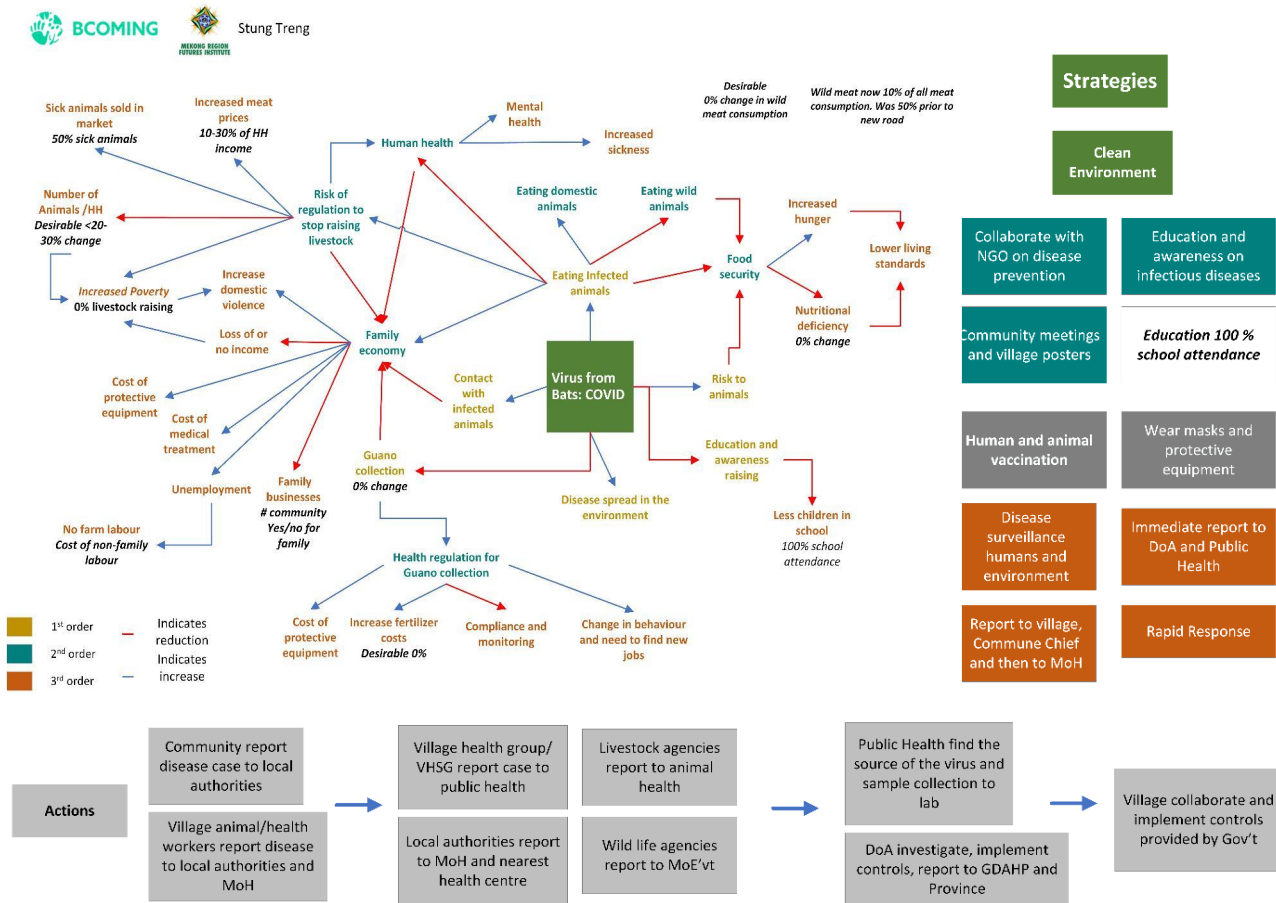 BCOMING
MEKONG REGION
FUTURES INSTITUTE
Stung Treng
Sick animals sold in
market
50% sick animals
Increased meat
prices
10-30% of HH
income
Human health
Mental
health
Increased
sickness
Desirable
0% change in wild
meat consumption
Wild meat now 10% of all meat
consumption. Was 50% prior to
new road
Number of
Animals /HH
Desirable <20-
30% change
Risk of
regulation to
stop raising
livestock
Eating domestic
animals
Eating wild
animals
Increased
hunger
Lower living
standards
Food
security
Eating Infected
animals
Increased Poverty
0% livestock raising
Increase
domestic
violence
Nutritional
deficiency
0% change
Loss of or
no income
Family
economy
Virus from
Bats: COVID
Contact
with
infected
animals
Risk to
animals
Cost of
protective
equipment
Cost of
medical
treatment
Guano
collection
0% change
Education and
awareness
raising
Unemployment
Family
businesses
# community
Yes/no for
family
Disease spread in the
environment
Less children in
school
100% school
attendance
No farm labour
Cost of non-family
labour
Health regulation for
Guano collection
Cost of
protective
equipment
Increase fertilizer
costs
Desirable 0%
Compliance and
monitoring
Change in behaviour
and need to find new
jobs
1st order
2nd order
3rd order
Indicates
reduction
Indicates
increase
Strategies
Clean
Environment
Collaborate with
NGO on disease
prevention
Education and
awareness on
infectious diseases
Community meetings
and village posters
Education 100 %
school attendance
Human and animal
vaccination
Wear masks and
protective
equipment
Disease
surveillance
humans and
environment
Immediate report to
DoA and Public
Health
Report to village,
Commune Chief
and then to MoH
Rapid Response
Actions
Community report
disease case to local
authorities
Village animal/health
workers report disease
to local authorities and
MoH
Village health group/
VHSG report case to
public health
Livestock agencies
report to animal
health
Local authorities report
to MoH and nearest
health centre
Wild life agencies
report to MoE'vt
Public Health find the
source of the virus and
sample collection to
lab
DoA investigate, implement
controls, report to GDAHP and
Province
Village collaborate and
implement controls
provided by Gov't